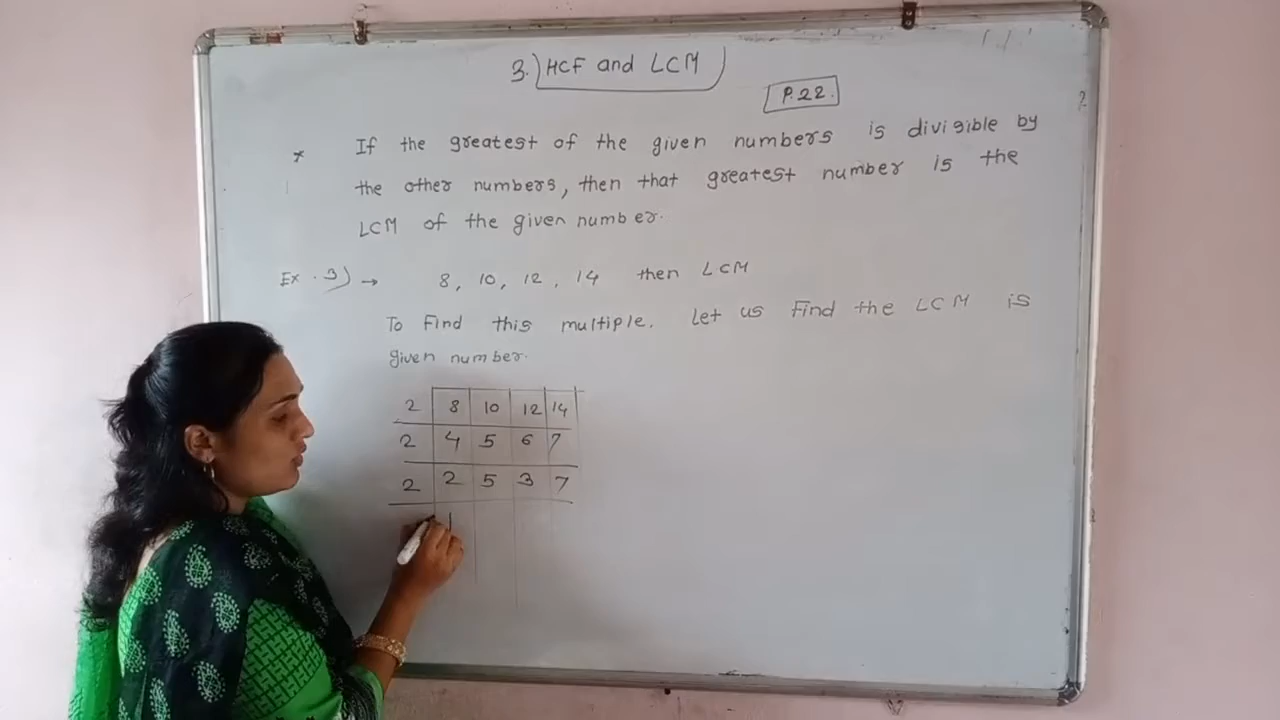 3.) HCF and LCM
P.22.
* If the greatest of the given numbers is divisible by
the other numbers, then that greatest number is the
LCM of the given number.
Ex. 3) → 8, 10, 12, 14 then LCM
To Find this multiple. Let us Find the LCM is
given number.
2 8 10 12 14
2 4 5 6 7
2 2 5 3 7
1